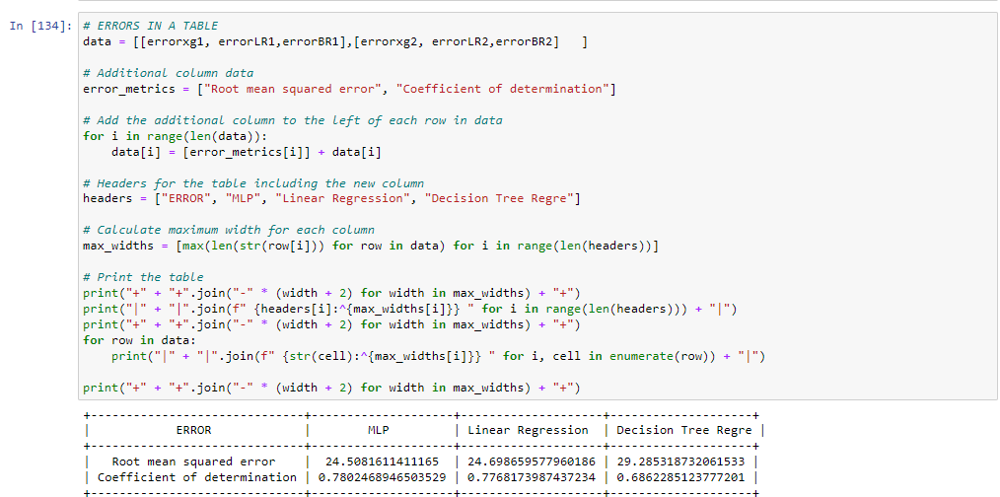 In [134]: # ERRORS IN A TABLE
data = [[errorxg1, errorLR1,errorBR1],[errorxg2, errorLR2,errorBR2]   ]
# Additional column data
error_metrics = ["Root mean squared error", "Coefficient of determination"]
# Add the additional column to the left of each row in data
for i in range(len(data)):
    data[i] = [error_metrics[i]] + data[i]
# Headers for the table including the new column
headers = ["ERROR", "MLP", "Linear Regression", "Decision Tree Regre"]
# Calculate maximum width for each column
max_widths = [max(len(str(row[i])) for row in data) for i in range(len(headers))]
# Print the table
print("+" + "+".join("-" * (width + 2) for width in max_widths) + "+")
print("|" + "|".join(f" {headers[i]:^{max_widths[i]}} " for i in range(len(headers))) + "|")
print("+" + "+".join("-" * (width + 2) for width in max_widths) + "+")
for row in data:
    print("|" + "|".join(f" {str(cell):^{max_widths[i]}} " for i, cell in enumerate(row)) + "|")
print("+" + "+".join("-" * (width + 2) for width in max_widths) + "+")
+------------------------------+--------------------+--------------------+--------------------+
|            ERROR             |        MLP         | Linear Regression  | Decision Tree Regre |
+------------------------------+--------------------+--------------------+--------------------+
|   Root mean squared error    |  24.5081611411165  | 24.698659577960186 | 29.285318732061533 |
| Coefficient of determination | 0.7802468946503529 | 0.7768173987437234 | 0.6862285123777201 |
+------------------------------+--------------------+--------------------+--------------------+